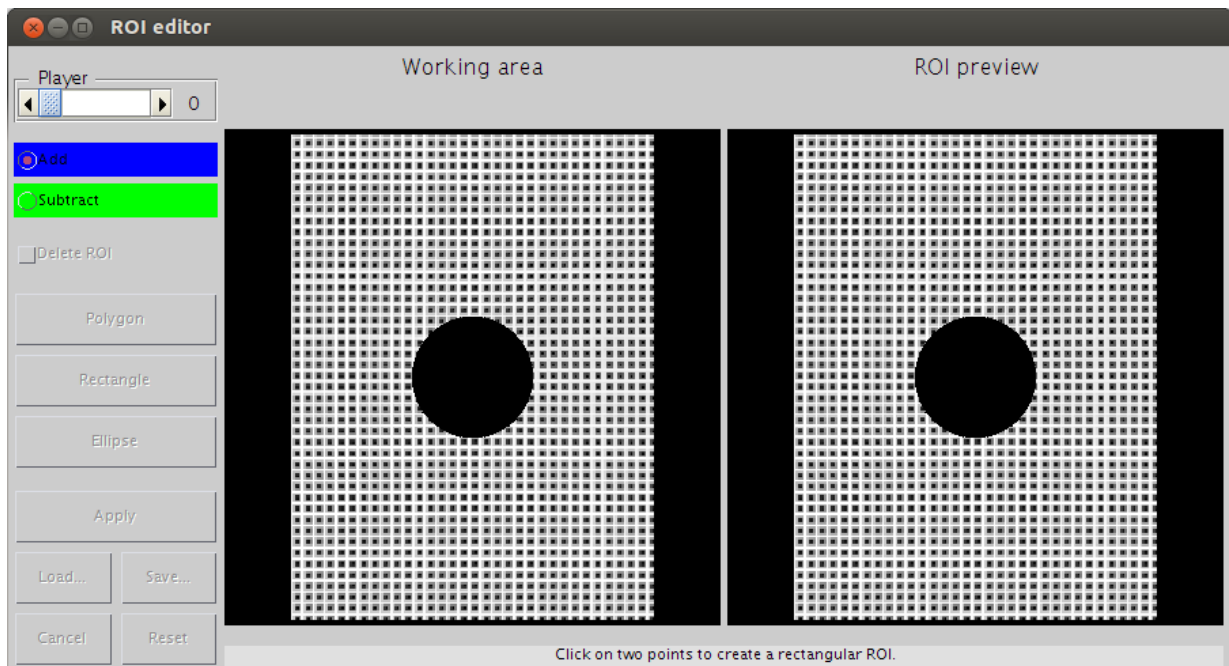 ROI editor
Player
0
Add
Subtract
Delete ROI
Polygon
Rectangle
Ellipse
Apply
Load...
Save...
Cancel
Reset
Working area
ROI preview
Click on two points to create a rectangular ROI.